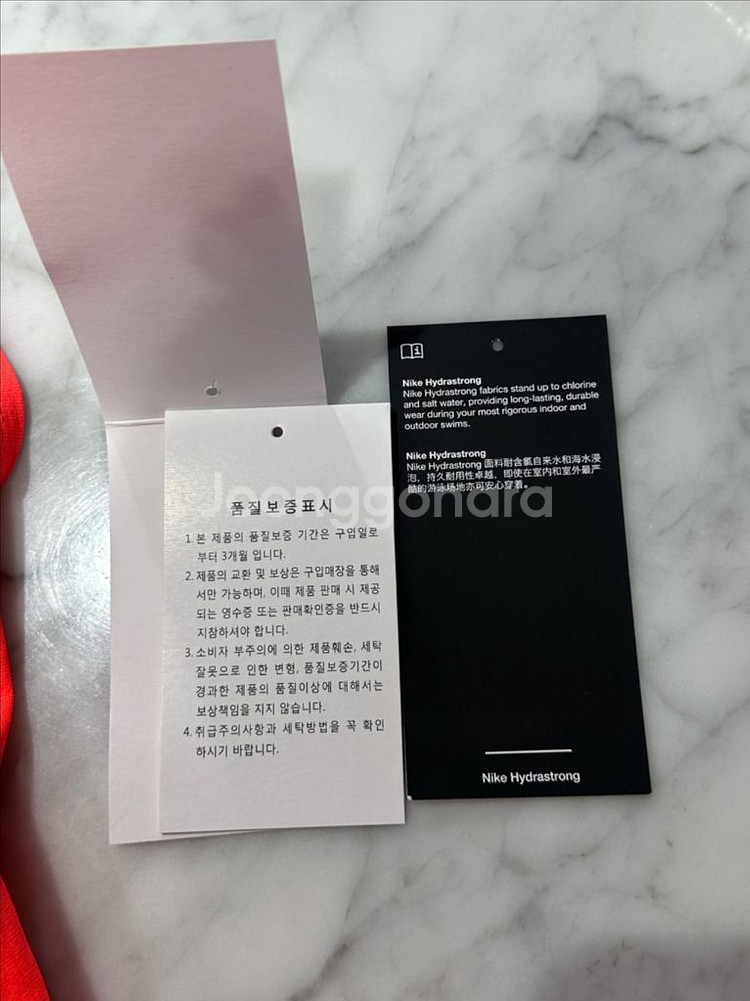 품질보증표시
1. 본 제품의 품질보증 기간은 구입일로
부터 3개월 입니다.
2. 제품의 교환 및 보상은 구입매장을 통해
서만 가능하며, 이때 제품 판매 시 제공
되는 영수증 또는 판매확인증을 반드시
지참하셔야 합니다.
3. 소비자 부주의에 의한 제품훼손, 세탁
잘못으로 인한 변형, 품질보증기간이
경과한 제품의 품질이상에 대해서는
보상책임을 지지 않습니다.
4. 취급주의사항과 세탁방법을 꼭 확인
하시기 바랍니다.
Nike Hydrastrong
Nike Hydrastrong fabrics stand up to chlorine
and salt water, providing long-lasting, durable
wear during your most rigorous indoor and
outdoor swims.
Nike Hydrastrong
Nike Hydrastrong 面料耐含氯自来水和海水浸
泡，持久耐用性卓越，即使在室内和室外最严
酷的游泳场地亦可安心穿着。
Nike Hydrastrong
Joonggonara